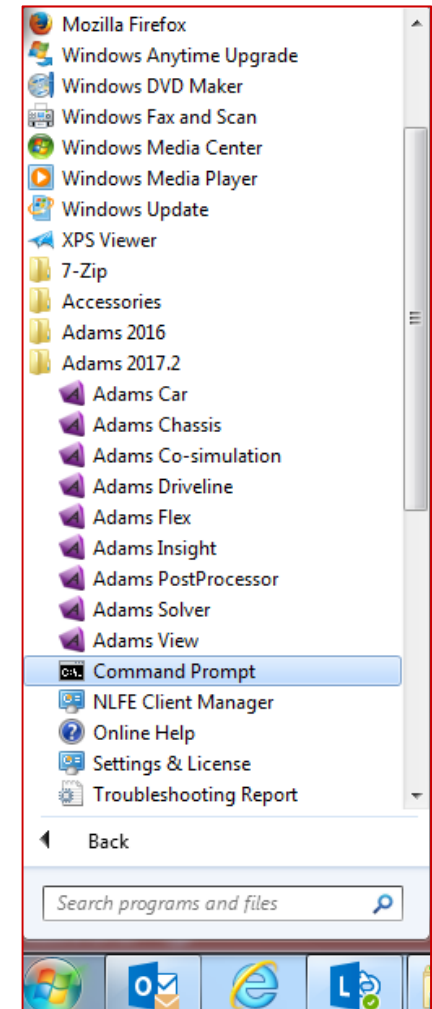 Mozilla Firefox
Windows Anytime Upgrade
Windows DVD Maker
Windows Fax and Scan
Windows Media Center
Windows Media Player
Windows Update
XPS Viewer
7-Zip
Accessories
Adams 2016
Adams 2017.2
Adams Car
Adams Chassis
Adams Co-simulation
Adams Driveline
Adams Flex
Adams Insight
Adams PostProcessor
Adams Solver
Adams View
Command Prompt
NLFE Client Manager
Online Help
Settings & License
Troubleshooting Report
Back
Search programs and files